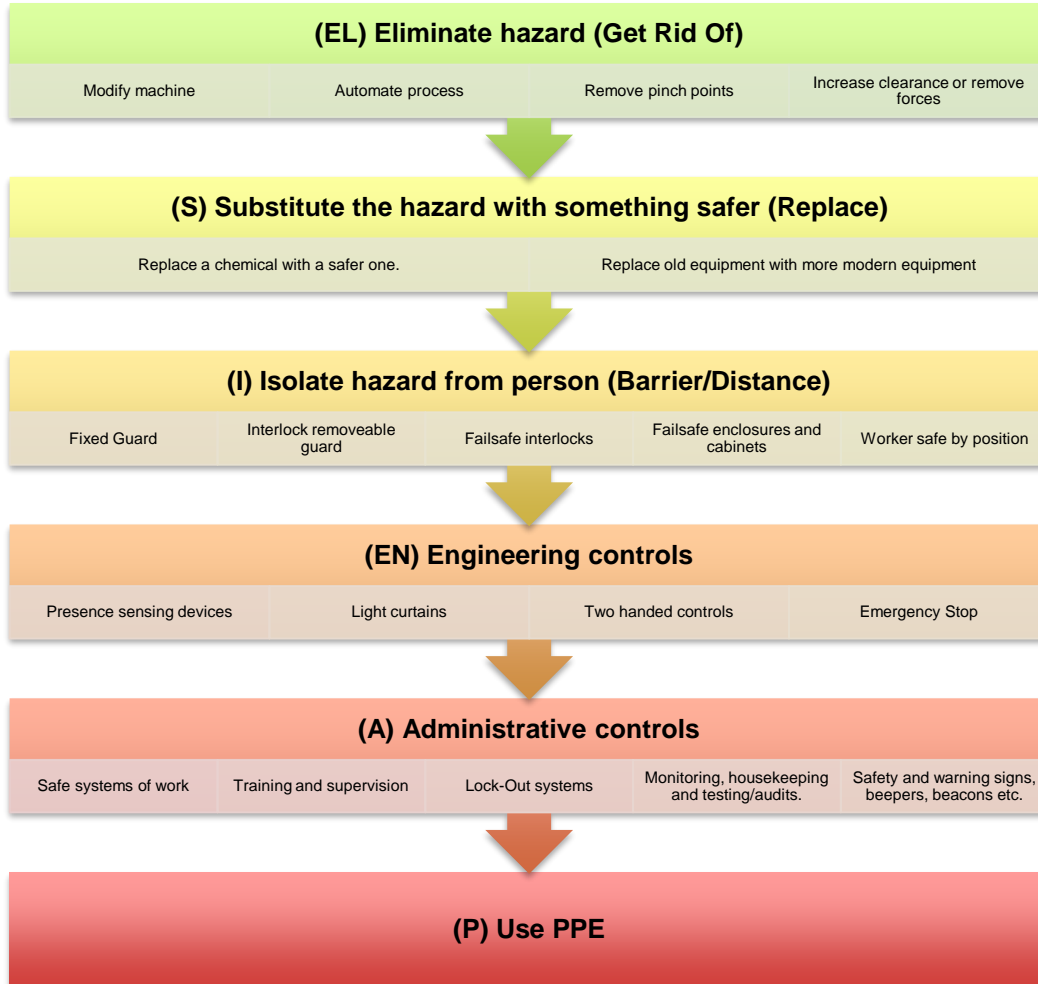 (EL) Eliminate hazard (Get Rid Of)
Modify machine
Automate process
Remove pinch points
Increase clearance or remove
forces
(S) Substitute the hazard with something safer (Replace)
Replace a chemical with a safer one.
Replace old equipment with more modern equipment
(I) Isolate hazard from person (Barrier/Distance)
Fixed Guard
Interlock removeable
guard
Failsafe interlocks
Failsafe enclosures and
cabinets
Worker safe by position
(EN) Engineering controls
Presence sensing devices
Light curtains
Two handed controls
Emergency Stop
(A) Administrative controls
Safe systems of work
Training and supervision
Lock-Out systems
Monitoring, housekeeping
and testing/audits.
Safety and warning signs,
beepers, beacons etc.
(P) Use PPE